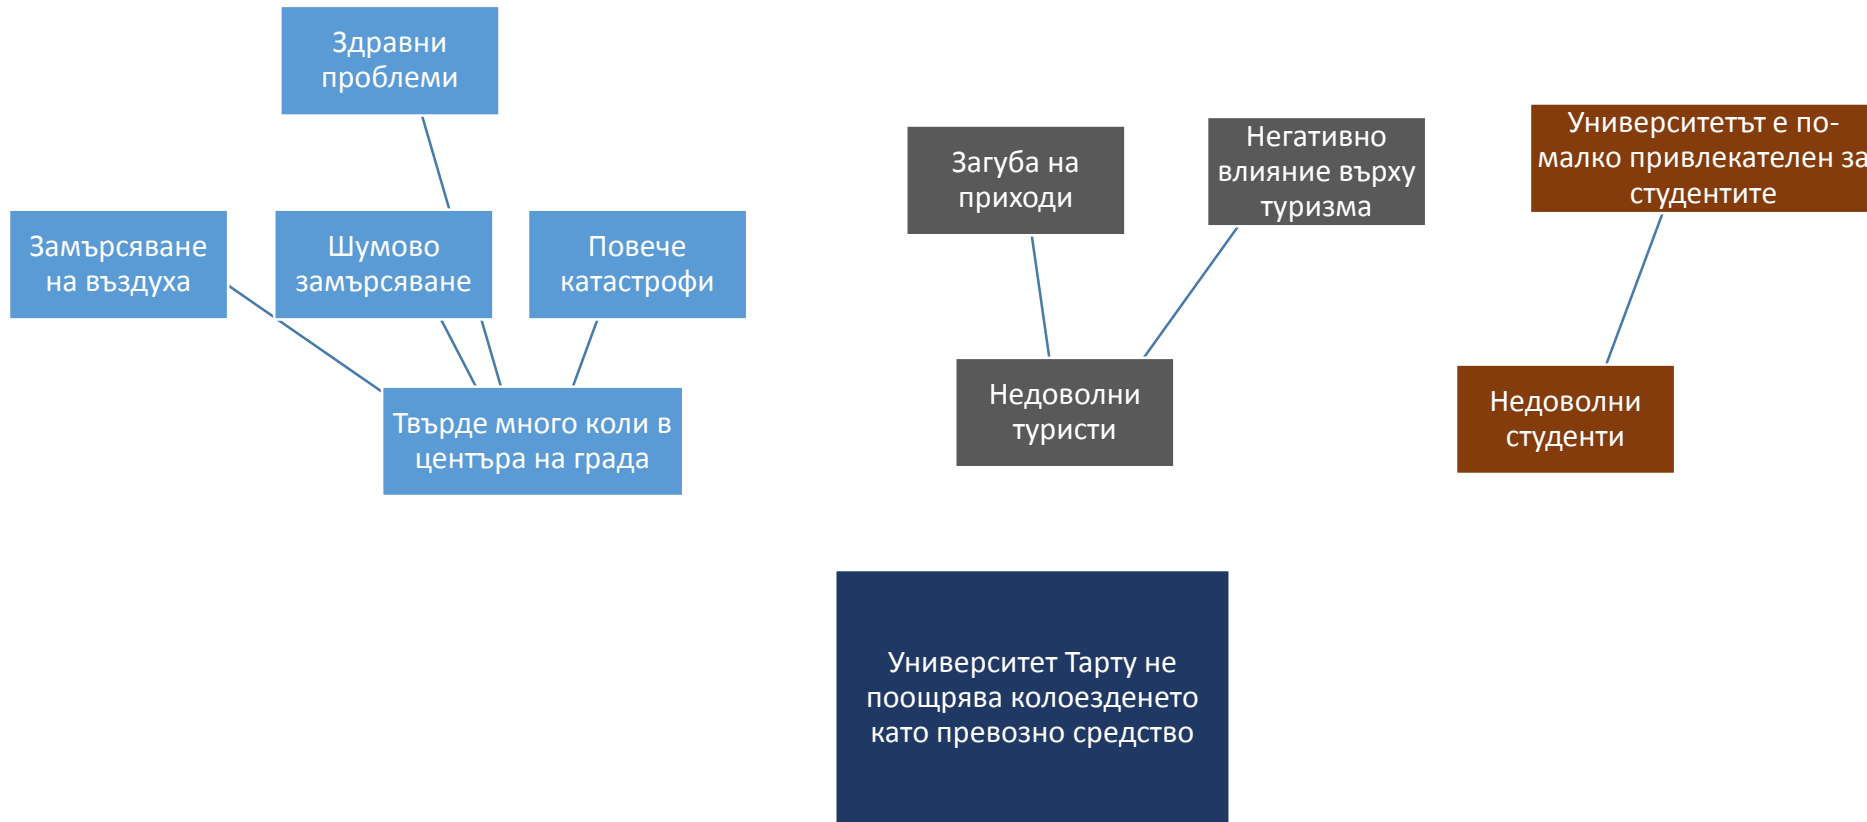 Здравни
проблеми
Загуба на
приходи
Негативно
влияние върху
туризма
Университетът е по-
малко привлекателен за
студентите
Замърсяване
на въздуха
Шумово
замърсяване
Повече
катастрофи
Твърде много коли в
центъра на града
Недоволни
туристи
Недоволни
студенти
Университет Тарту не
поощрява колоезденето
като превозно средство